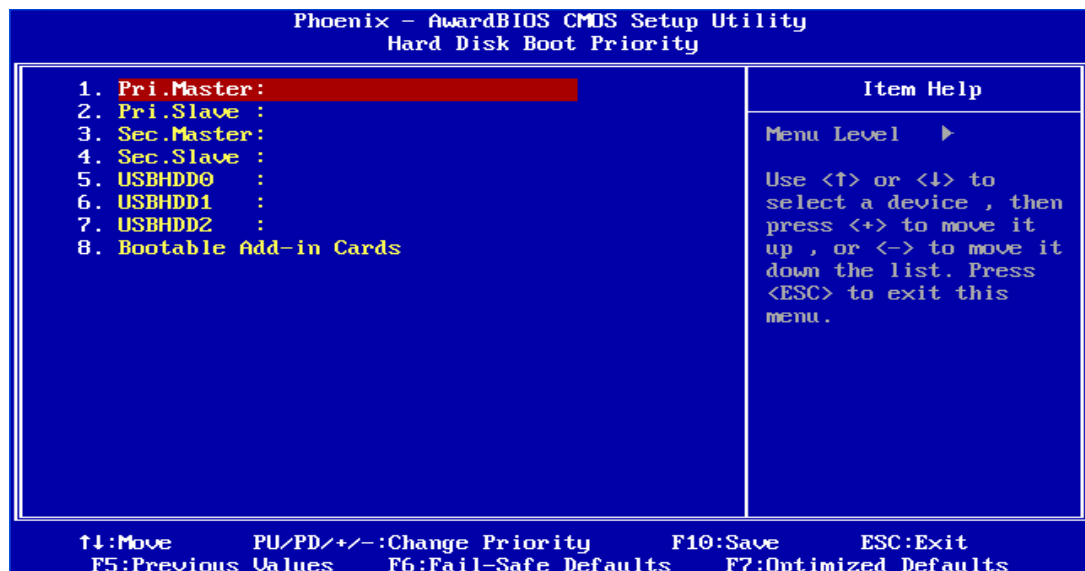 Phoenix - AwardBIOS CMOS Setup Utility
Hard Disk Boot Priority
1. Pri.Master:
2. Pri.Slave :
3. Sec.Master:
4. Sec.Slave :
5. USBHDD0 :
6. USBHDD1 :
7. USBHDD2 :
8. Bootable Add-in Cards
Item Help
Menu Level ▶
Use <↑> or <↓> to
select a device , then
press <+> to move it
up , or <-> to move it
down the list. Press
<ESC> to exit this
menu.
↑↓:Move PU/PD/+/-:Change Priority F10:Save ESC:Exit
F5:Previous Values F6:Fail-Safe Defaults F7:Optimized Defaults